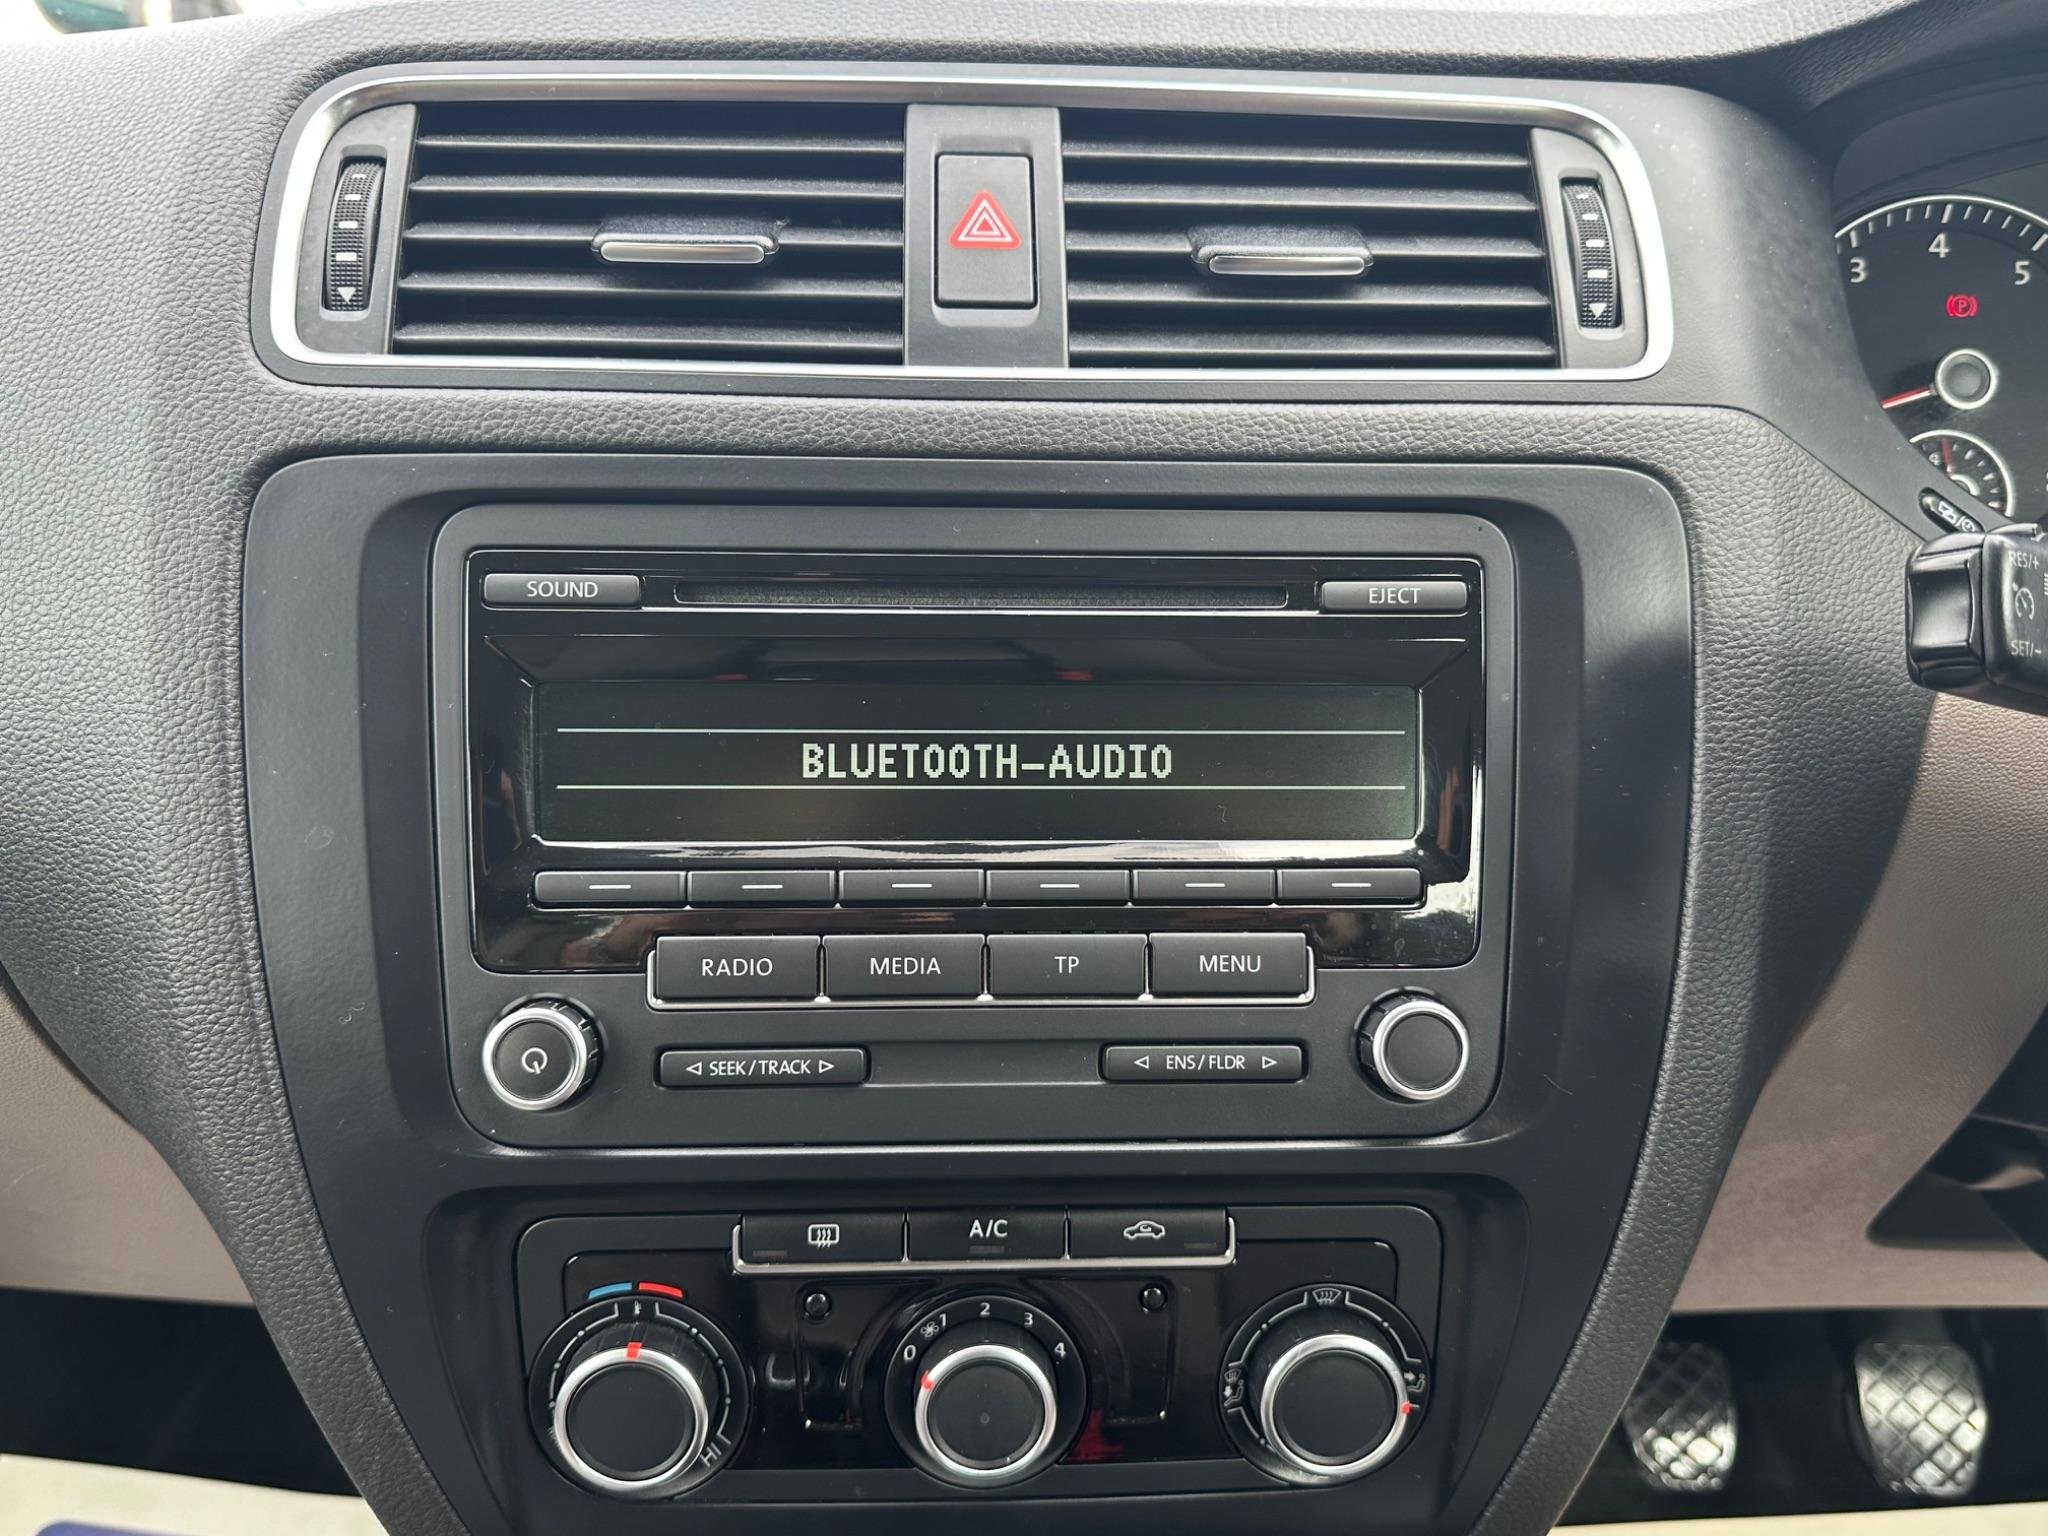 3 4 5
P
SOUND
EJECT
RES/+
SET/-
BLUETOOTH-AUDIO
RADIO MEDIA TP MENU
SEEK/TRACK
ENS/FLDR
A/C
0 1 2 3 4
HI